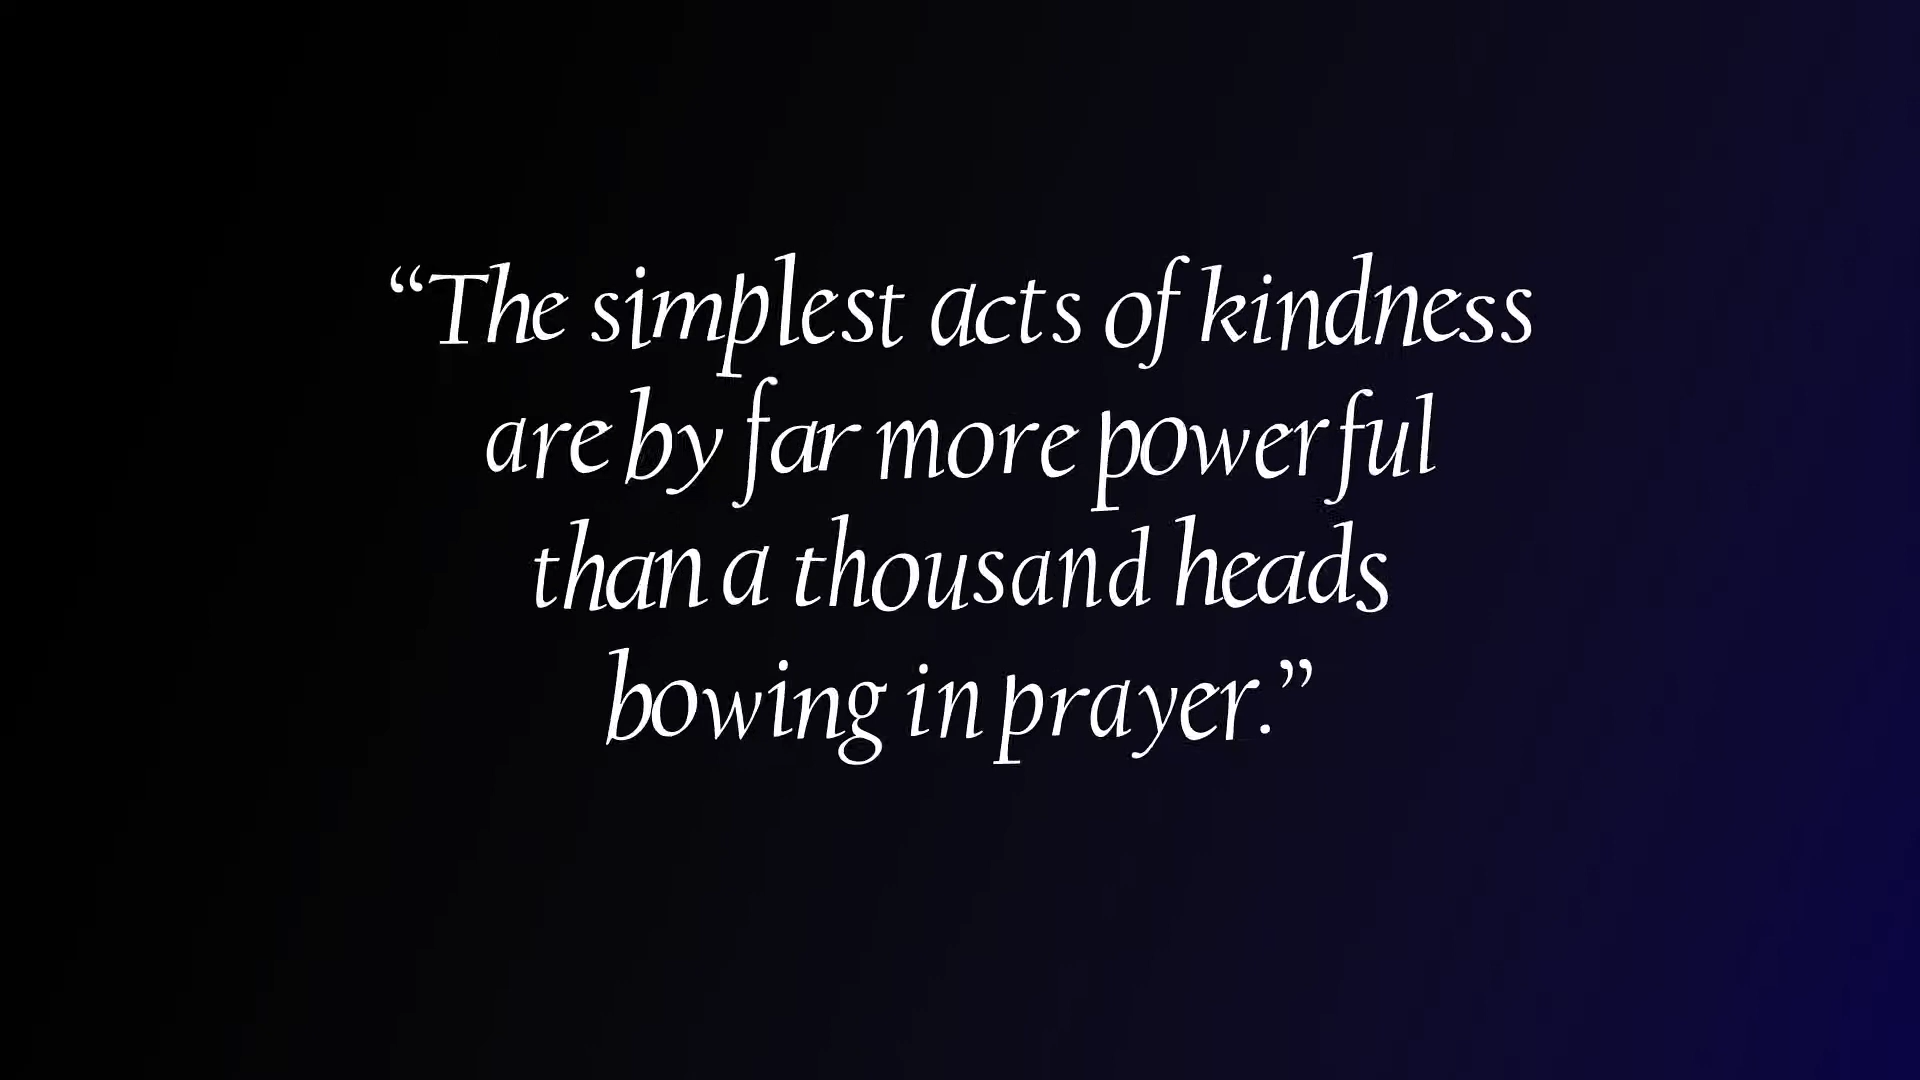 “The simplest acts of kindness
are by far more powerful
than a thousand heads
bowing in prayer.”